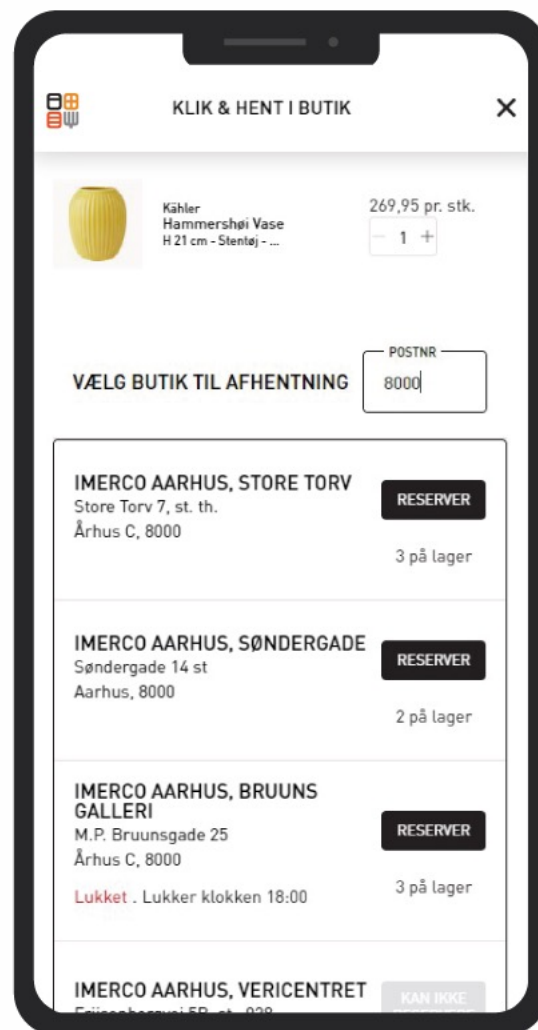 KLIK & HENT I BUTIK
Kähler
Hammershøi Vase
H 21 cm - Stentøj - ...
269,95 pr. stk.
− 1 +
VÆLG BUTIK TIL AFHENTNING
POSTNR
8000
IMERCO AARHUS, STORE TORV
Store Torv 7, st. th.
Århus C, 8000
RESERVER
3 på lager
IMERCO AARHUS, SØNDERGADE
Søndergade 14 st
Aarhus, 8000
RESERVER
2 på lager
IMERCO AARHUS, BRUUNS
GALLERI
M.P. Bruunsgade 25
Århus C, 8000
Lukket . Lukker klokken 18:00
RESERVER
3 på lager
IMERCO AARHUS, VERICENTRET
KAN IKKE